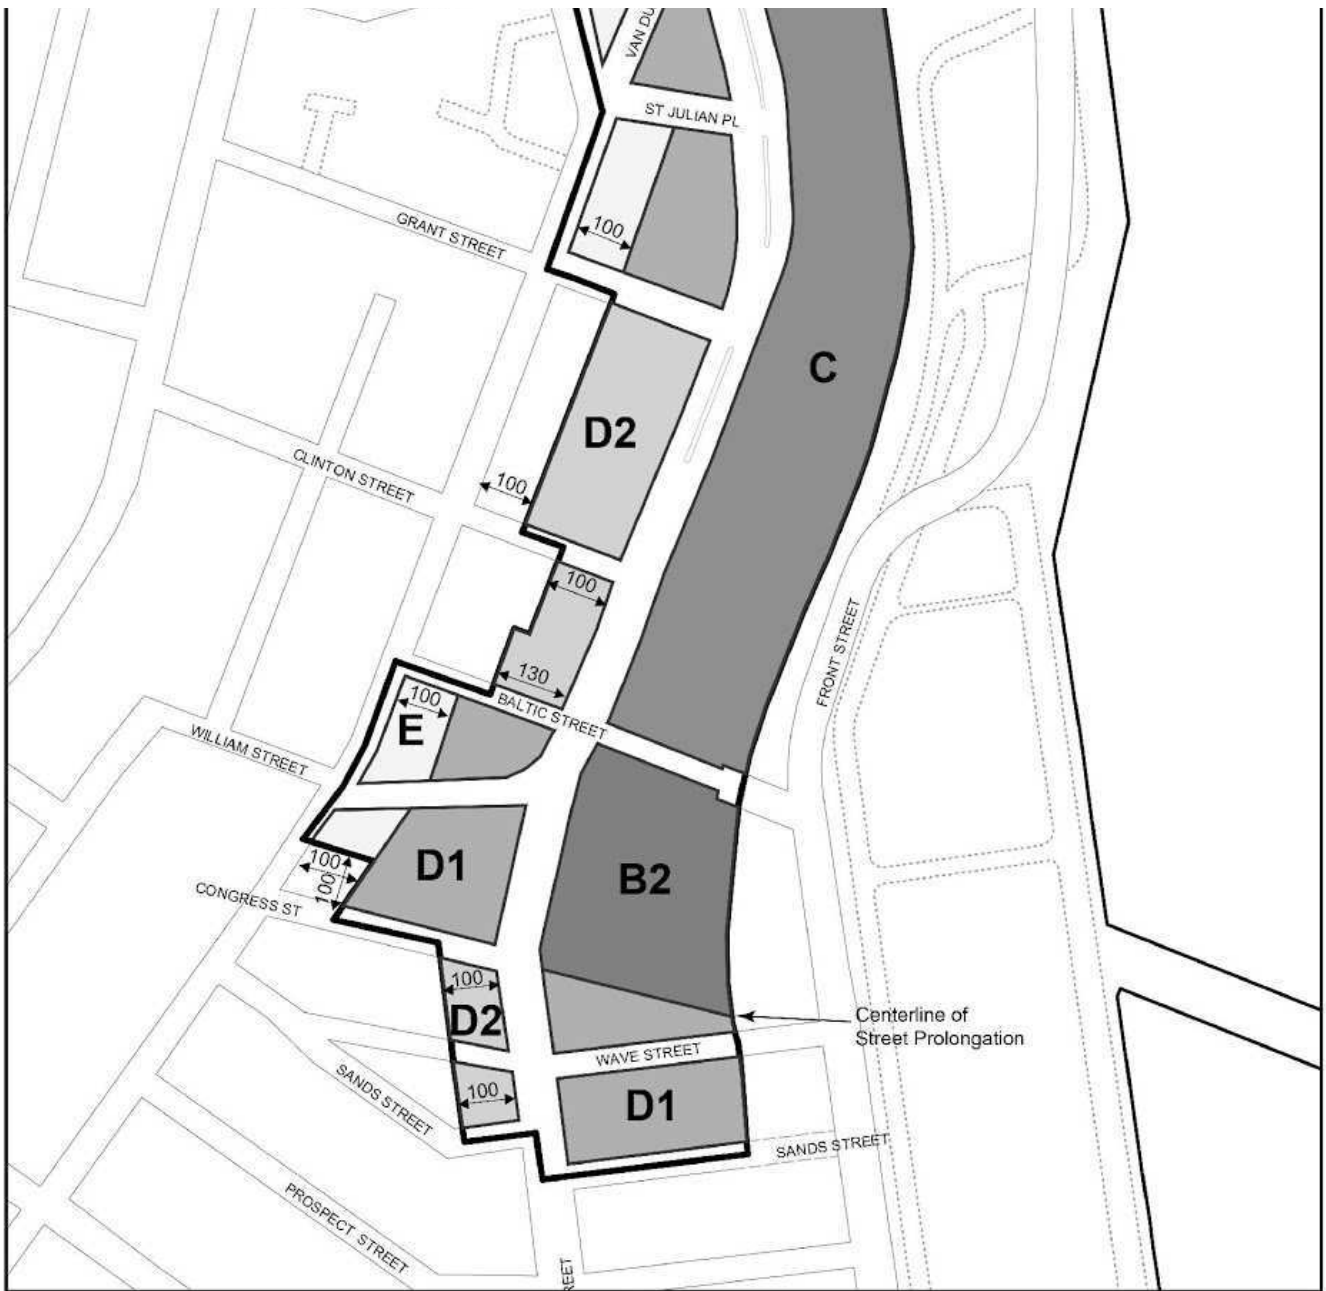 VAN DU
ST JULIAN PL
100
GRANT STREET
C
D2
100
CLINTON STREET
100
FRONT STREET
130
100
BALTIC STREET
E
WILLIAM STREET
D1
100
100
B2
CONGRESS ST
100
D2
Centerline of
Street Prolongation
WAVE STREET
SANDS STREET
100
D1
SANDS STREET
PROSPECT STREET
REET